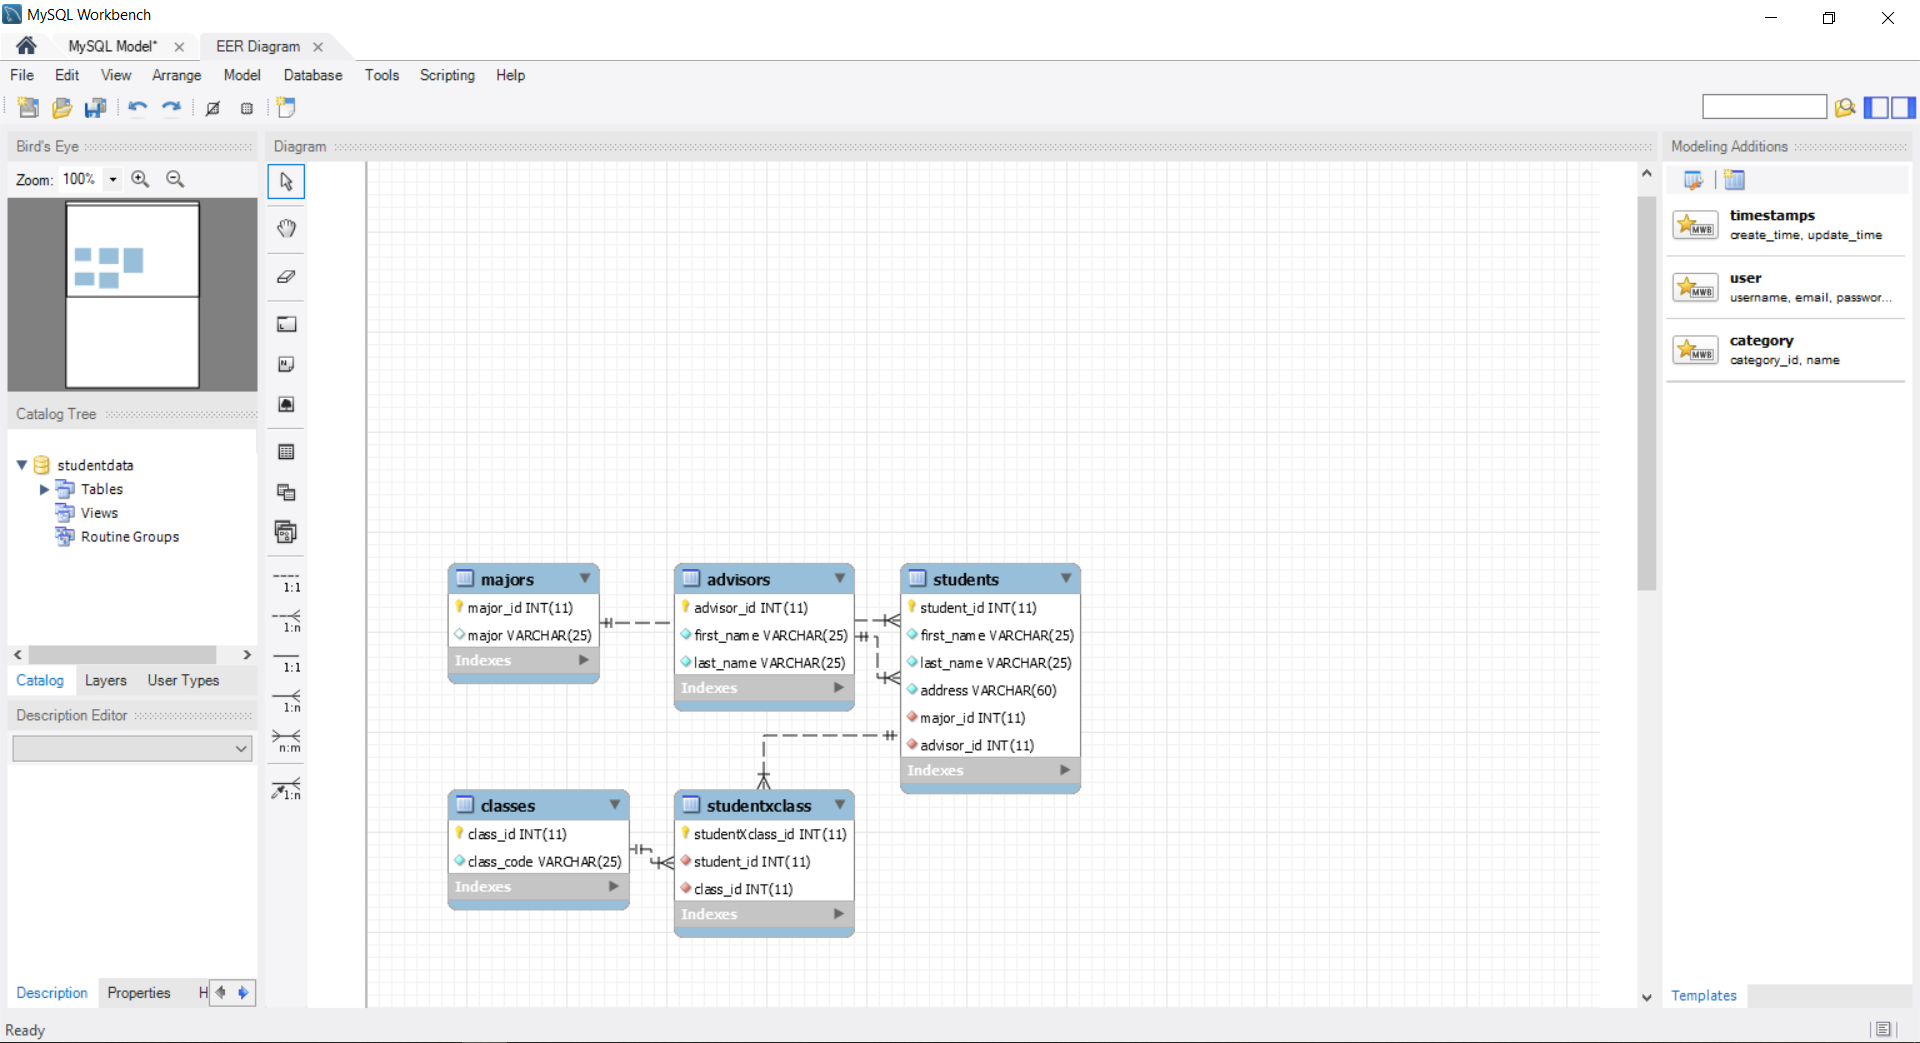 MySQL Workbench
MySQL Model* EER Diagram
File Edit View Arrange Model Database Tools Scripting Help
Bird's Eye
Zoom: 100%
Catalog Tree
studentdata
Tables
Views
Routine Groups
Catalog Layers User Types
Description Editor
Description Properties H
Ready
Diagram
1:1
1:n
1:1
1:n
n:m
1:n
majors
major_id INT(11)
major VARCHAR(25)
Indexes
advisors
advisor_id INT(11)
first_name VARCHAR(25)
last_name VARCHAR(25)
Indexes
students
student_id INT(11)
first_name VARCHAR(25)
last_name VARCHAR(25)
address VARCHAR(60)
major_id INT(11)
advisor_id INT(11)
Indexes
classes
class_id INT(11)
class_code VARCHAR(25)
Indexes
studentxclass
studentXclass_id INT(11)
student_id INT(11)
class_id INT(11)
Indexes
Modeling Additions
MWB
timestamps
create_time, update_time
MWB
user
username, email, passwor...
MWB
category
category_id, name
Templates